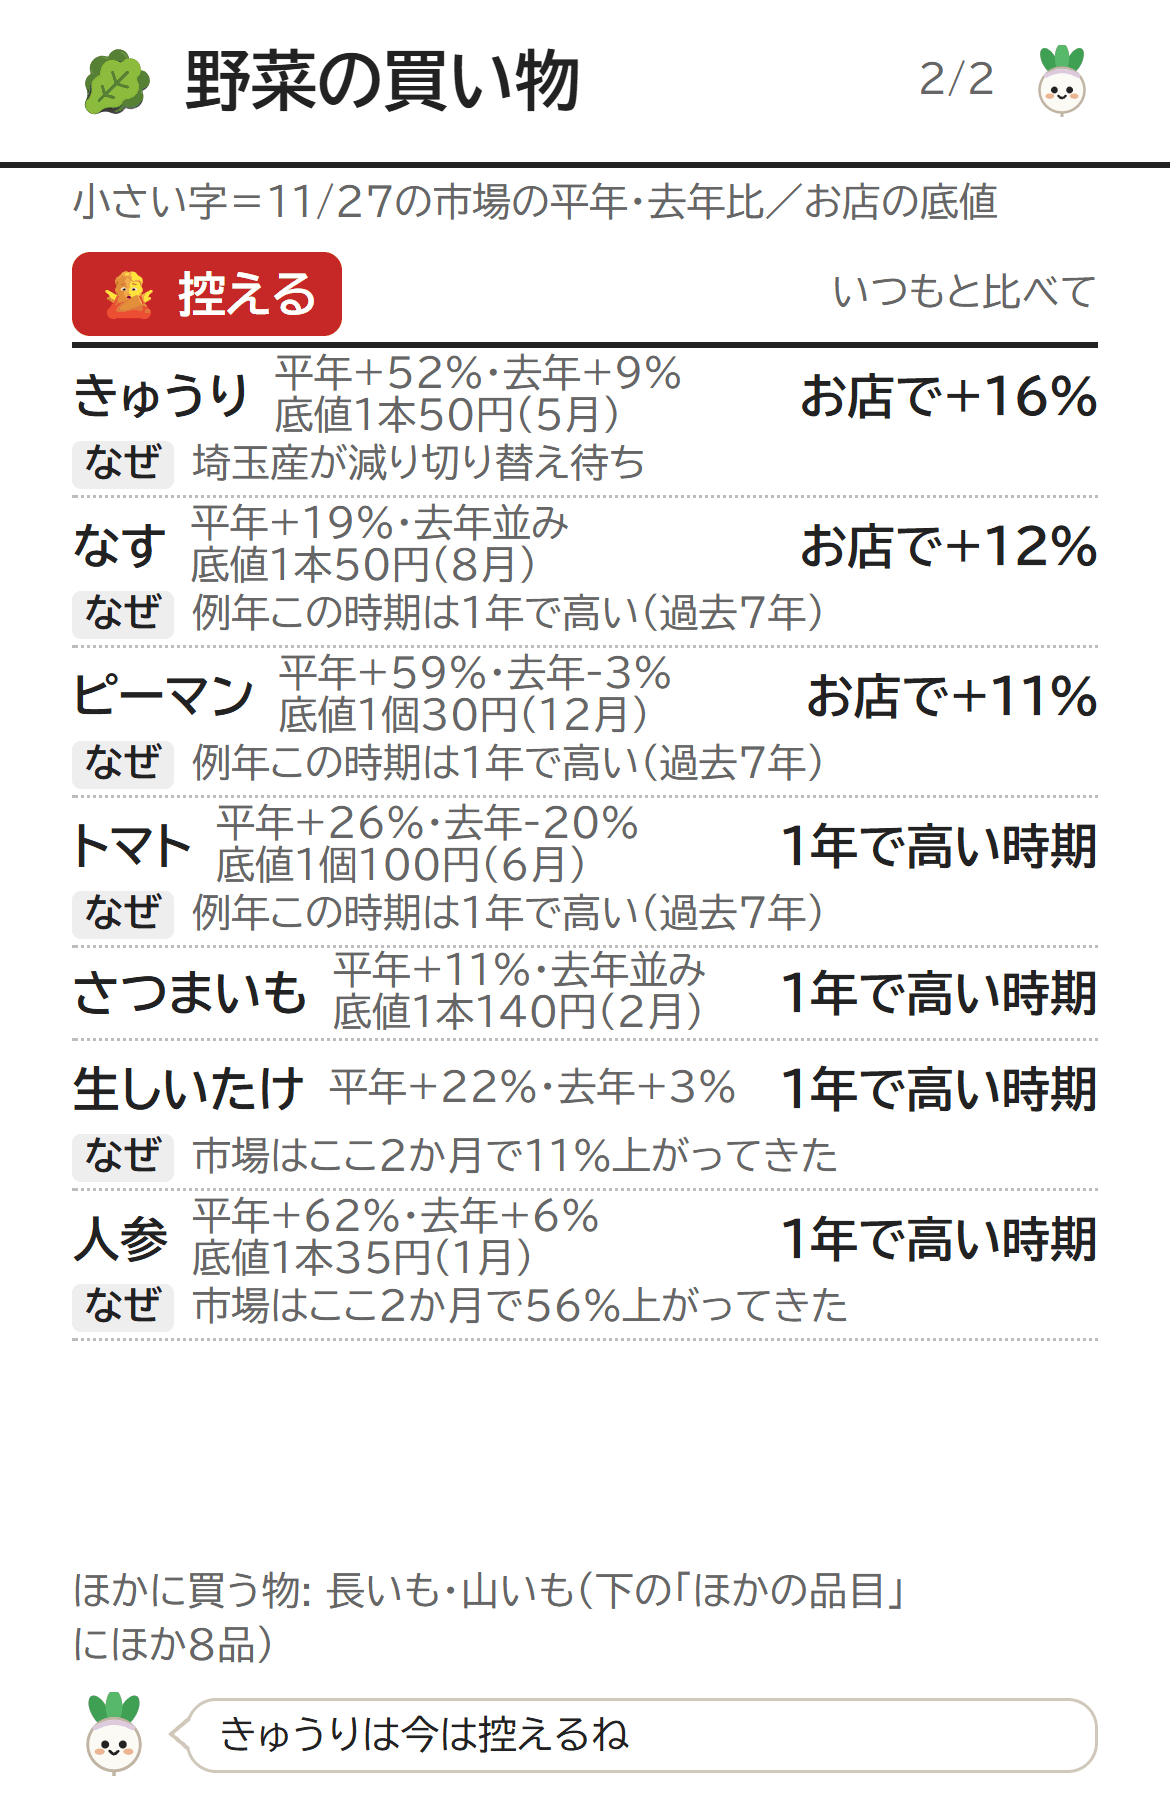 野菜の買い物
2/2
小さい字＝11/27の市場の平年・去年比／お店の底値
控える
いつもと比べて
きゅうり 平年+52%・去年+9% お店で+16%
底値1本50円(5月)
なぜ 埼玉産が減り切り替え待ち
なす 平年+19%・去年並み お店で+12%
底値1本50円(8月)
なぜ 例年この時期は1年で高い(過去7年)
ピーマン 平年+59%・去年-3% お店で+11%
底値1個30円(12月)
なぜ 例年この時期は1年で高い(過去7年)
トマト 平年+26%・去年-20% 1年で高い時期
底値1個100円(6月)
なぜ 例年この時期は1年で高い(過去7年)
さつまいも 平年+11%・去年並み 1年で高い時期
底値1本140円(2月)
生しいたけ 平年+22%・去年+3% 1年で高い時期
なぜ 市場はここ2か月で11%上がってきた
人参 平年+62%・去年+6% 1年で高い時期
底値1本35円(1月)
なぜ 市場はここ2か月で56%上がってきた
ほかに買う物: 長いも・山いも(下の「ほかの品目」
にほか8品)
きゅうりは今は控えるね